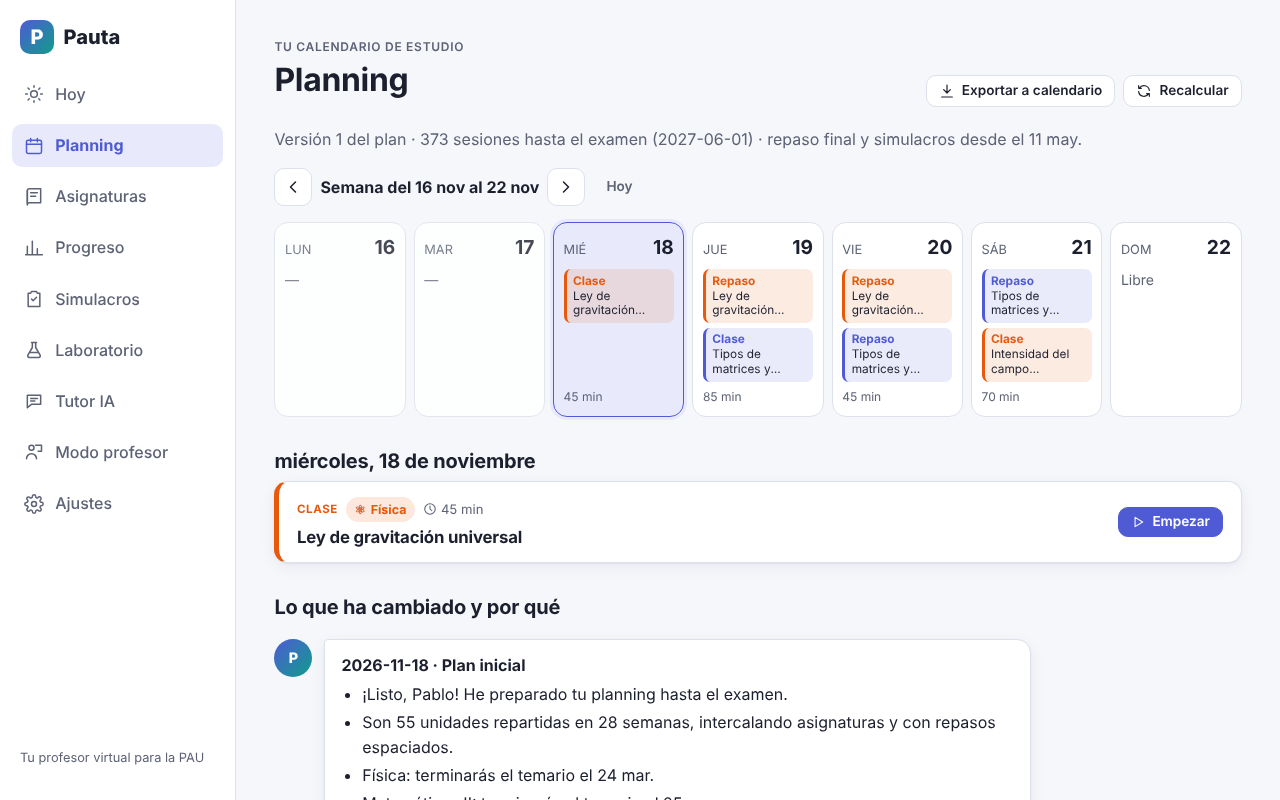 P Pauta
Hoy
Planning
Asignaturas
Progreso
Simulacros
Laboratorio
Tutor IA
Modo profesor
Ajustes
Tu profesor virtual para la PAU
TU CALENDARIO DE ESTUDIO
Planning
Exportar a calendario
Recalcular
Versión 1 del plan · 373 sesiones hasta el examen (2027-06-01) · repaso final y simulacros desde el 11 may.
Semana del 16 nov al 22 nov
Hoy
LUN 16
—
MAR 17
—
MIÉ 18
Clase
Ley de
gravitación...
45 min
JUE 19
Repaso
Ley de
gravitación...
Clase
Tipos de
matrices y...
85 min
VIE 20
Repaso
Ley de
gravitación...
Repaso
Tipos de
matrices y...
45 min
SÁB 21
Repaso
Tipos de
matrices y...
Clase
Intensidad del
campo...
70 min
DOM 22
Libre
miércoles, 18 de noviembre
CLASE Física 45 min
Ley de gravitación universal
Empezar
Lo que ha cambiado y por qué
P
2026-11-18 · Plan inicial
• ¡Listo, Pablo! He preparado tu planning hasta el examen.
• Son 55 unidades repartidas en 28 semanas, intercalando asignaturas y con repasos
espaciados.
• Física: terminarás el temario el 24 mar.